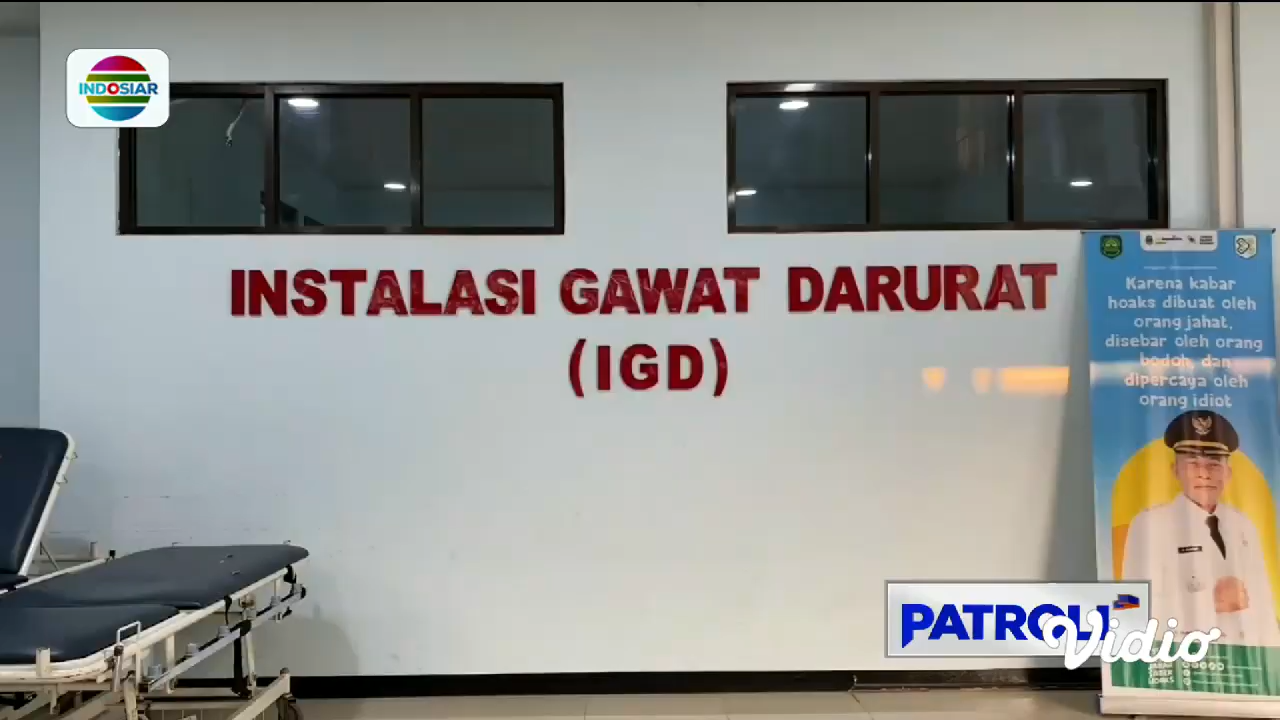 INDOSIAR
INSTALASI GAWAT DARURAT
(IGD)
Karena kabar
hoaks dibuat oleh
orang jahat,
disebar oleh orang
bodoh, dan
dipercaya oleh
orang idiot
PATROLI
Vidio